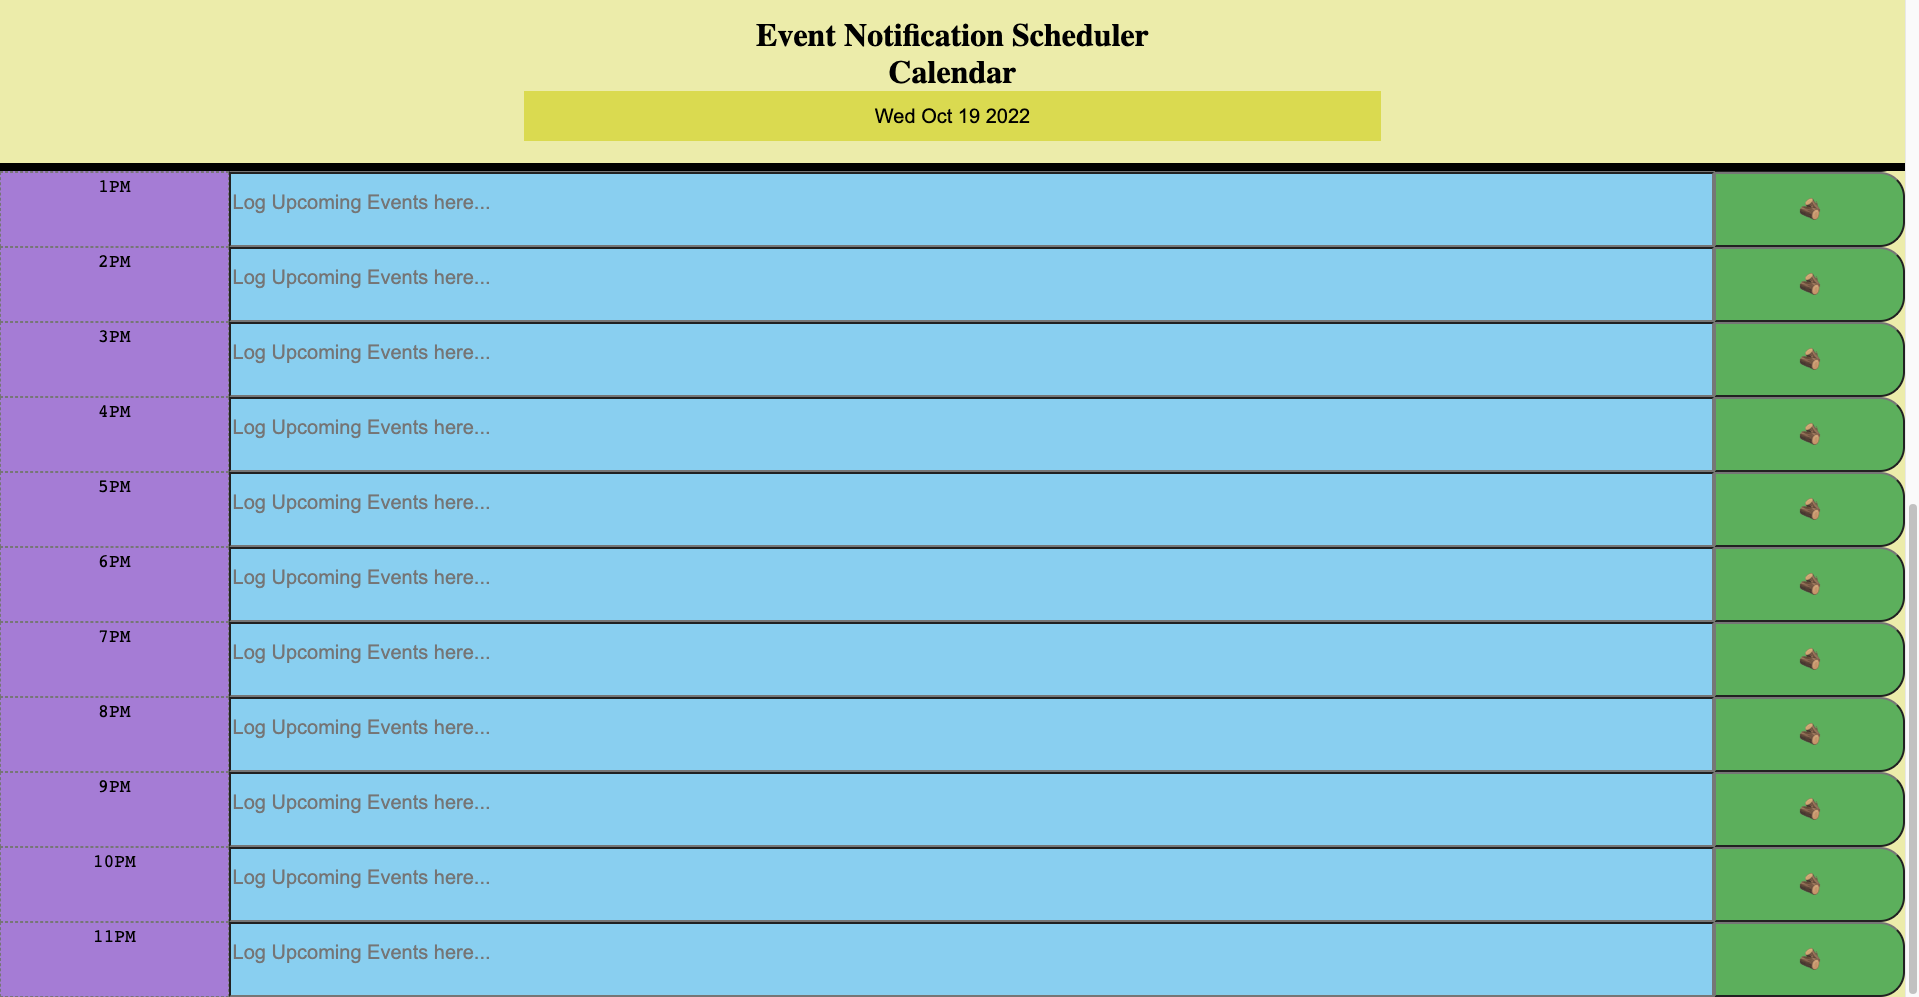 Event Notification Scheduler
Calendar
Wed Oct 19 2022
1PM Log Upcoming Events here...
2PM Log Upcoming Events here...
3PM Log Upcoming Events here...
4PM Log Upcoming Events here...
5PM Log Upcoming Events here...
6PM Log Upcoming Events here...
7PM Log Upcoming Events here...
8PM Log Upcoming Events here...
9PM Log Upcoming Events here...
10PM Log Upcoming Events here...
11PM Log Upcoming Events here...